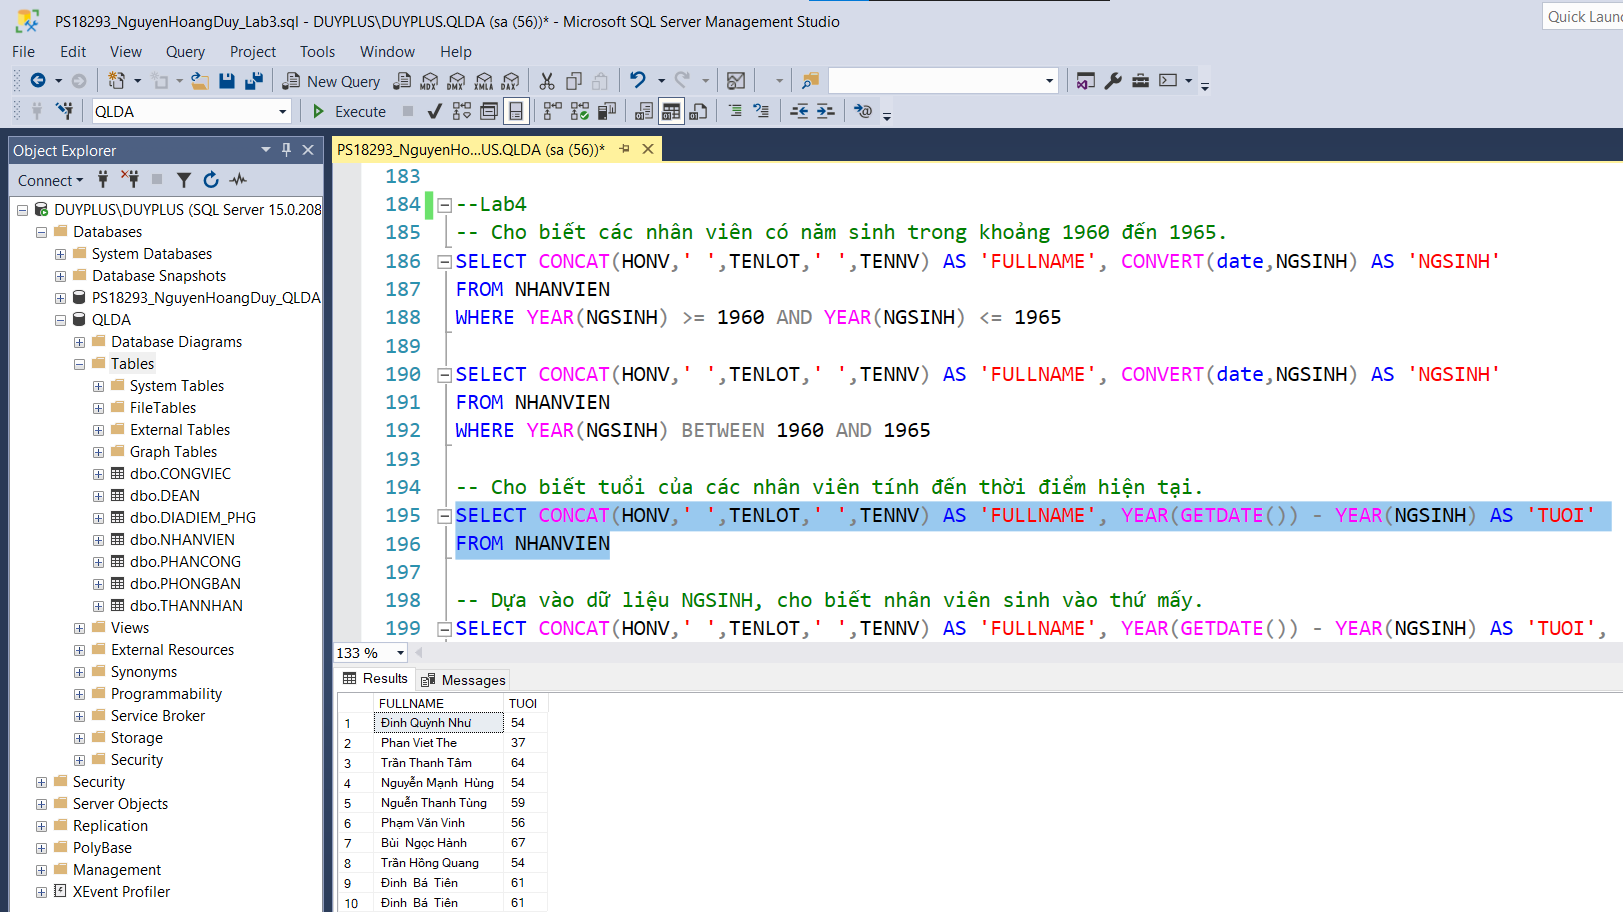 PS18293_NguyenHoangDuy_Lab3.sql - DUYPLUS\DUYPLUS.QLDA (sa (56))* - Microsoft SQL Server Management Studio
Quick Laun
File Edit View Query Project Tools Window Help
New Query
MDX DMX XMLA DAX
QLDA
Execute
Object Explorer
PS18293_NguyenHo...US.QLDA (sa (56))*
Connect
DUYPLUS\DUYPLUS (SQL Server 15.0.208
Databases
System Databases
Database Snapshots
PS18293_NguyenHoangDuy_QLDA
QLDA
Database Diagrams
Tables
System Tables
FileTables
External Tables
Graph Tables
dbo.CONGVIEC
dbo.DEAN
dbo.DIADIEM_PHG
dbo.NHANVIEN
dbo.PHANCONG
dbo.PHONGBAN
dbo.THANNHAN
Views
External Resources
Synonyms
Programmability
Service Broker
Storage
Security
Security
Server Objects
Replication
PolyBase
Management
XEvent Profiler
183
184 --Lab4
185 -- Cho biết các nhân viên có năm sinh trong khoảng 1960 đến 1965.
186 SELECT CONCAT(HONV,' ',TENLOT,' ',TENNV) AS 'FULLNAME', CONVERT(date,NGSINH) AS 'NGSINH'
187 FROM NHANVIEN
188 WHERE YEAR(NGSINH) >= 1960 AND YEAR(NGSINH) <= 1965
189
190 SELECT CONCAT(HONV,' ',TENLOT,' ',TENNV) AS 'FULLNAME', CONVERT(date,NGSINH) AS 'NGSINH'
191 FROM NHANVIEN
192 WHERE YEAR(NGSINH) BETWEEN 1960 AND 1965
193
194 -- Cho biết tuổi của các nhân viên tính đến thời điểm hiện tại.
195 SELECT CONCAT(HONV,' ',TENLOT,' ',TENNV) AS 'FULLNAME', YEAR(GETDATE()) - YEAR(NGSINH) AS 'TUOI'
196 FROM NHANVIEN
197
198 -- Dựa vào dữ liệu NGSINH, cho biết nhân viên sinh vào thứ mấy.
199 SELECT CONCAT(HONV,' ',TENLOT,' ',TENNV) AS 'FULLNAME', YEAR(GETDATE()) - YEAR(NGSINH) AS 'TUOI',
133 %
Results Messages
FULLNAME TUOI
1 Đinh Quỳnh Như 54
2 Phan Viet The 37
3 Trần Thanh Tâm 64
4 Nguyễn Mạnh Hùng 54
5 Nguễn Thanh Tùng 59
6 Phạm Văn Vinh 56
7 Bùi Ngọc Hành 67
8 Trần Hồng Quang 54
9 Đinh Bá Tiên 61
10 Đinh Bá Tiên 61